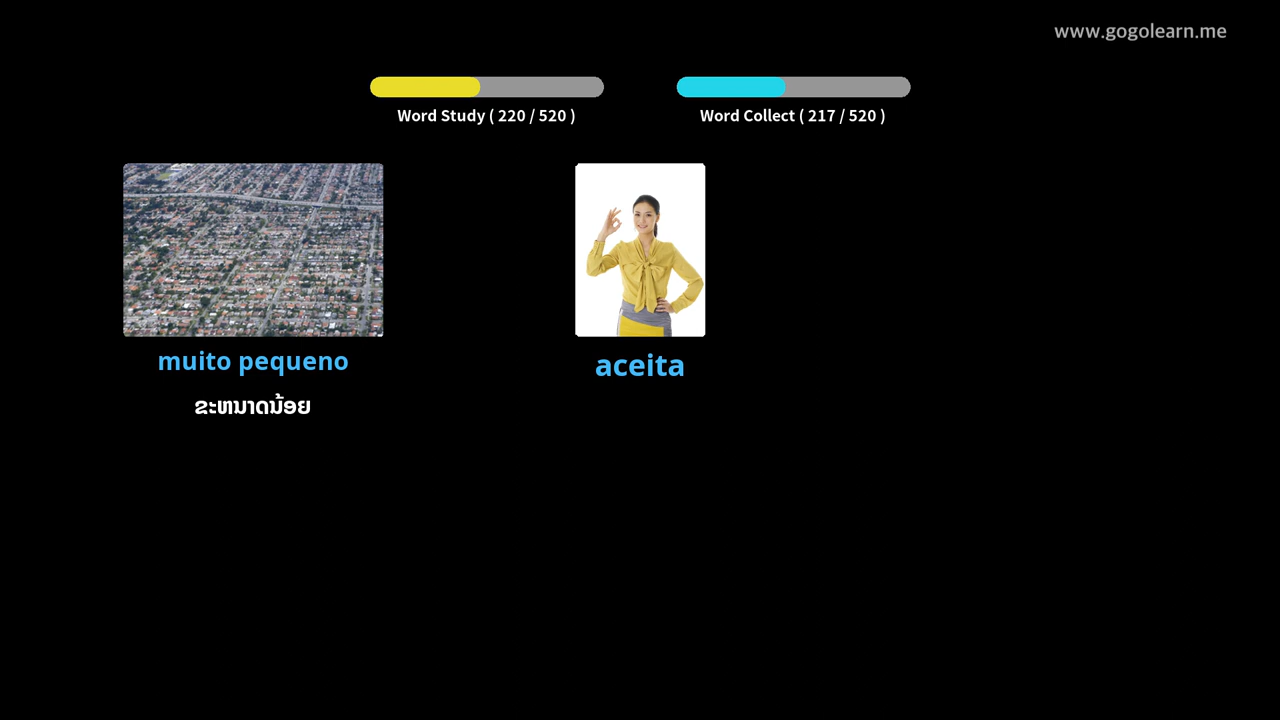 www.gogolearn.me
Word Study ( 220 / 520 )
Word Collect ( 217 / 520 )
muito pequeno
ຂະຫນາດນ້ອຍ
aceita